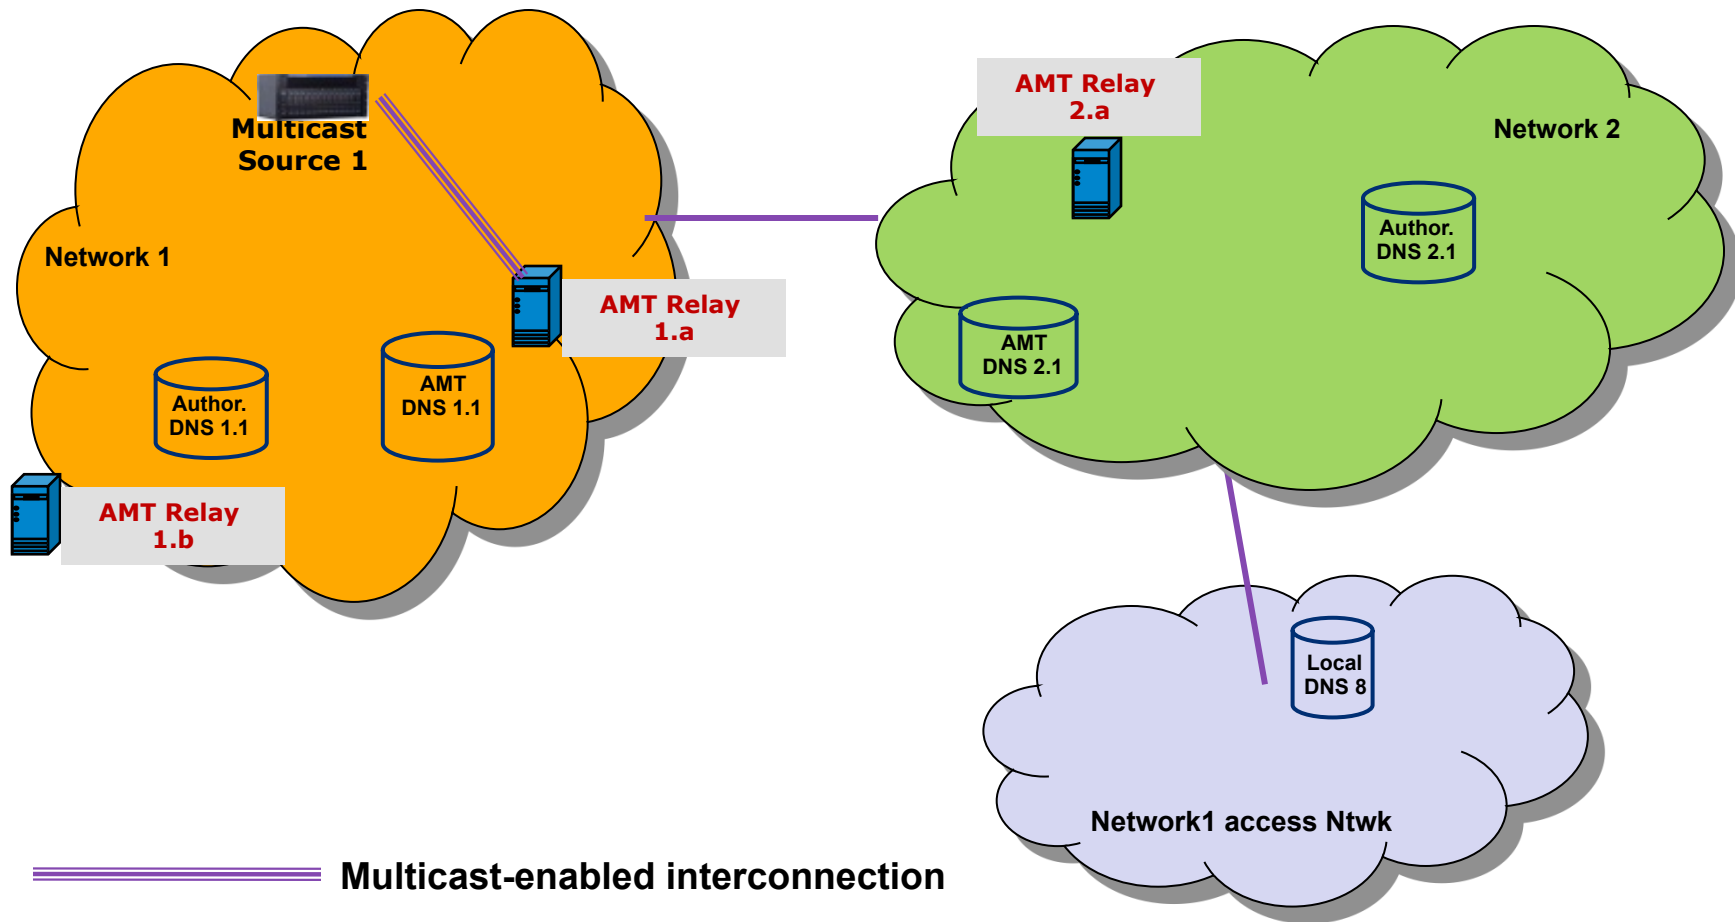 Multicast
Source 1
Network 1
AMT Relay
1.a
AMT
DNS 1.1
Author.
DNS 1.1
AMT Relay
1.b
AMT Relay
2.a
Network 2
Author.
DNS 2.1
AMT
DNS 2.1
Local
DNS 8
Network1 access Ntwk
Multicast-enabled interconnection